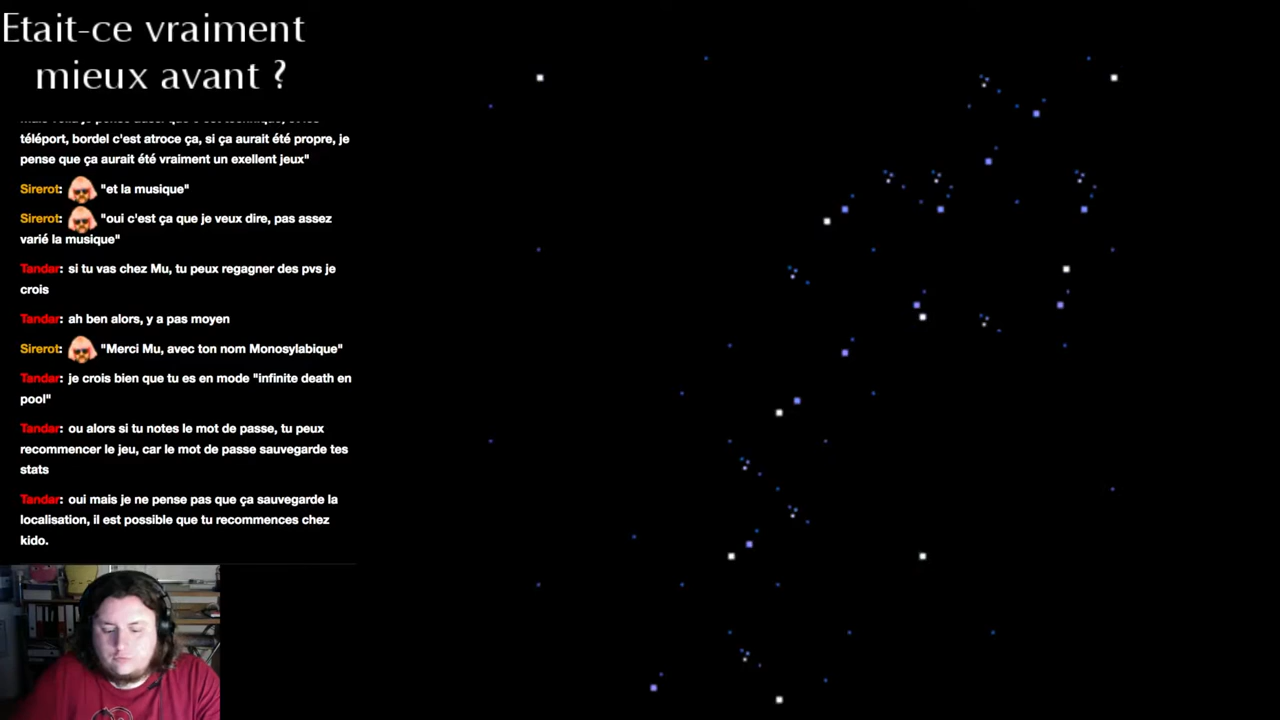 Etait-ce vraiment
mieux avant ?
téléport, bordel c'est atroce ça, si ça aurait été propre, je
pense que ça aurait été vraiment un exellent jeux"
Sirerot: "et la musique"
Sirerot: "oui c'est ça que je veux dire, pas assez
varié la musique"
Tandar: si tu vas chez Mu, tu peux regagner des pvs je
crois
Tandar: ah ben alors, y a pas moyen
Sirerot: "Merci Mu, avec ton nom Monosylabique"
Tandar: je crois bien que tu es en mode "infinite death en
pool"
Tandar: ou alors si tu notes le mot de passe, tu peux
recommencer le jeu, car le mot de passe sauvegarde tes
stats
Tandar: oui mais je ne pense pas que ça sauvegarde la
localisation, il est possible que tu recommences chez
kido.